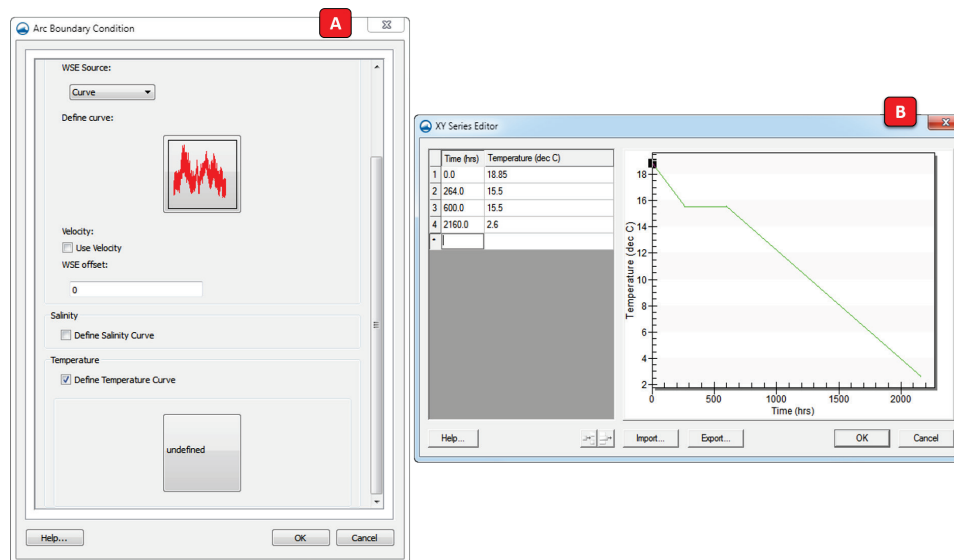 Arc Boundary Condition
A
WSE Source:
Curve
Define curve:
Velocity:
Use Velocity
WSE offset:
0
Salinity
Define Salinity Curve
Temperature
Define Temperature Curve
undefined
Help...
OK
Cancel
B
XY Series Editor
Time (hrs) Temperature (dec C)
1 0.0 18.85
2 264.0 15.5
3 600.0 15.5
4 2160.0 2.6
*
Temperature (dec C)
18
16
14
12
10
8
6
4
2
0 500 1000 1500 2000
Time (hrs)
Help...
Import...
Export...
OK
Cancel